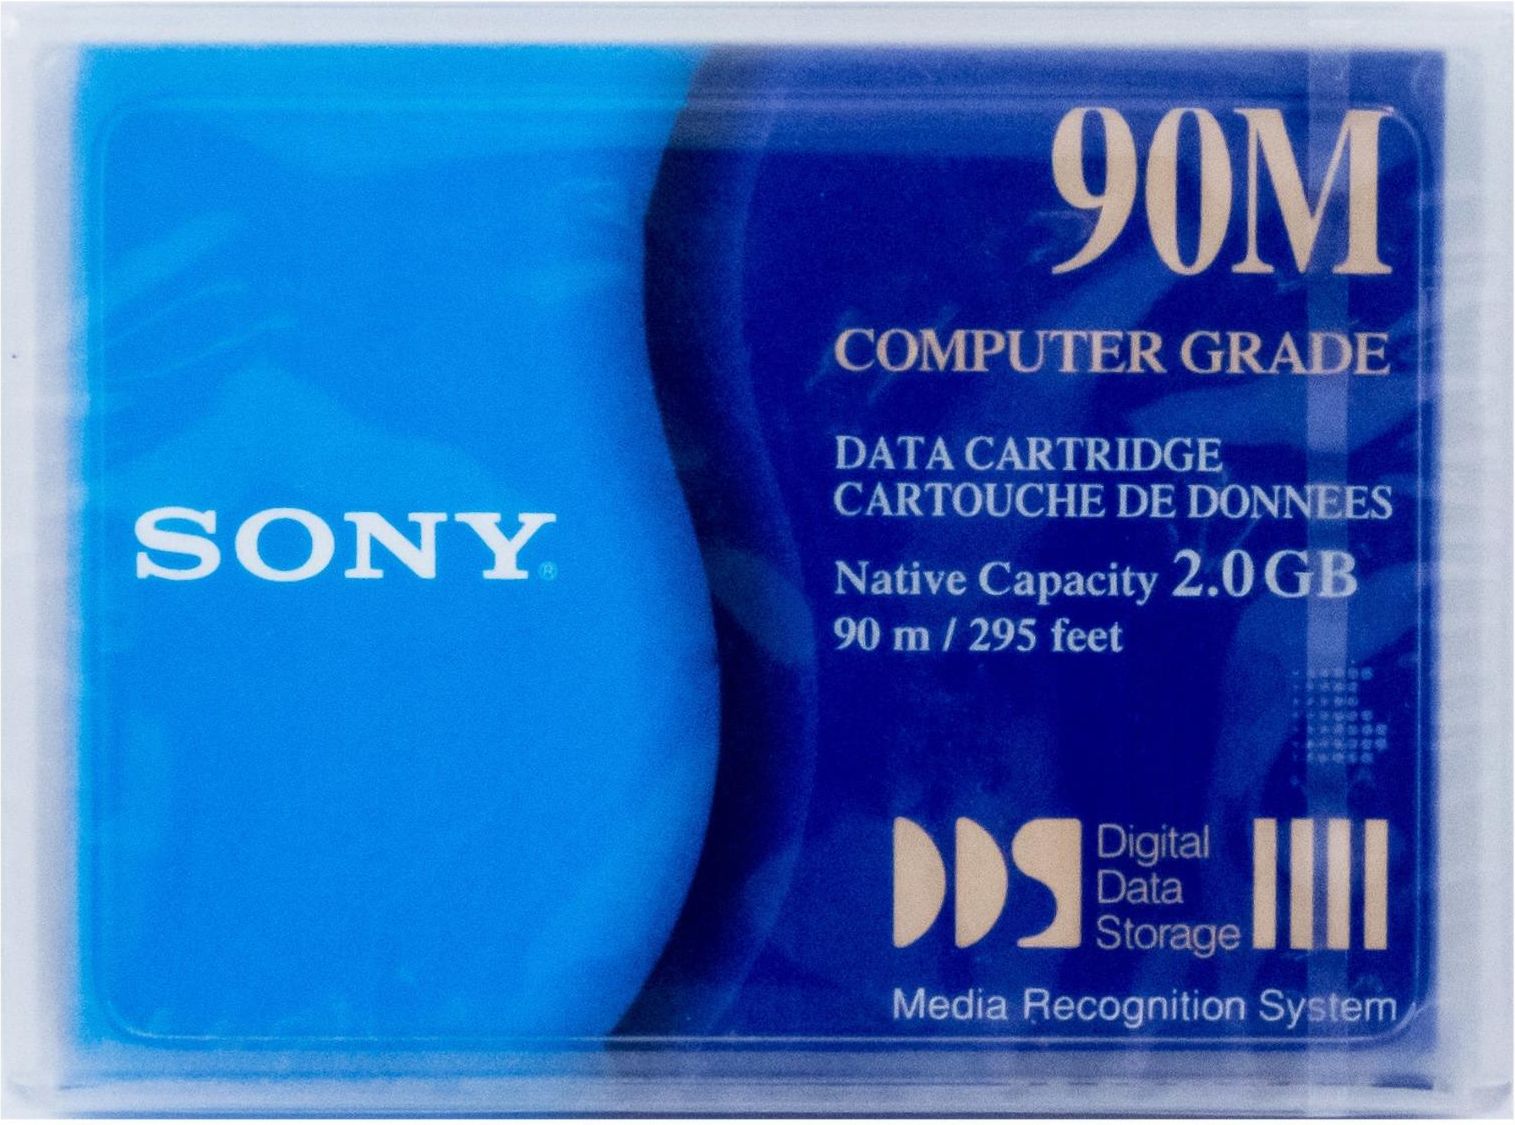 90M
COMPUTER GRADE
DATA CARTRIDGE
CARTOUCHE DE DONNEES
Native Capacity 2.0 GB
90 m / 295 feet
SONY®
DDS Digital
Data
Storage
Media Recognition System